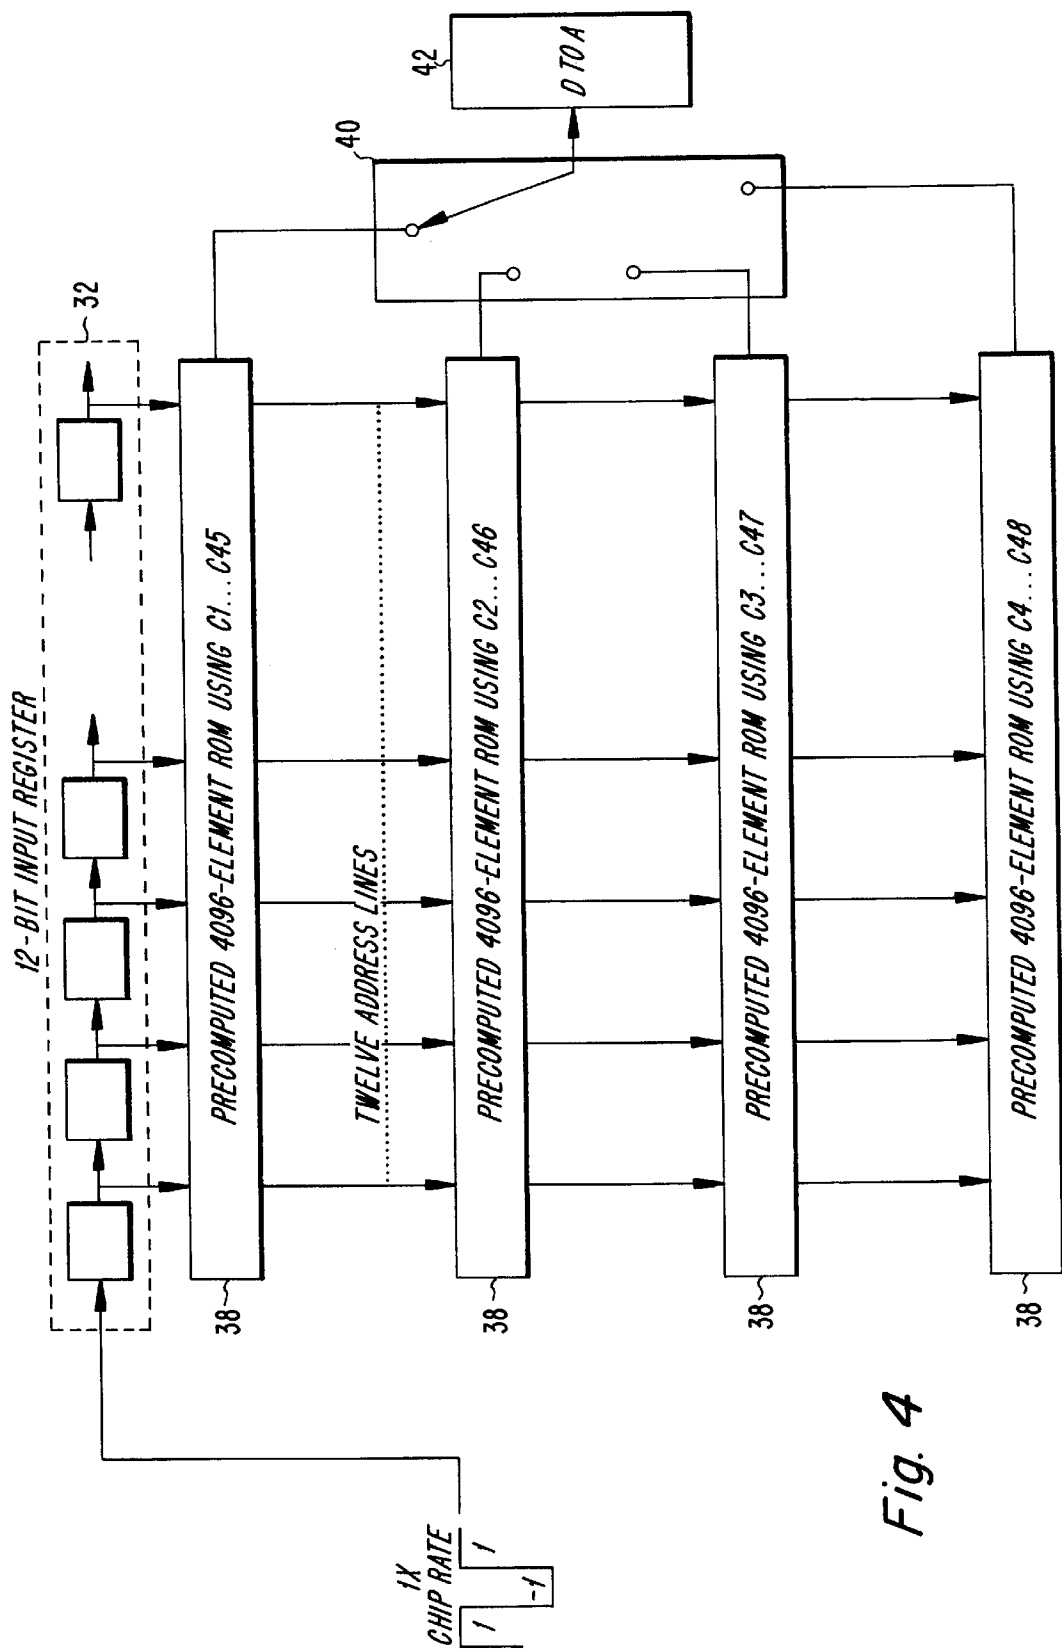 12-BIT INPUT REGISTER
32
1X
CHIP RATE
1
-1
1
38
PRECOMPUTED 4096-ELEMENT ROM USING C1...C45
TWELVE ADDRESS LINES
38
PRECOMPUTED 4096-ELEMENT ROM USING C2...C46
38
PRECOMPUTED 4096-ELEMENT ROM USING C3...C47
38
PRECOMPUTED 4096-ELEMENT ROM USING C4...C48
40
42
D TO A
Fig. 4